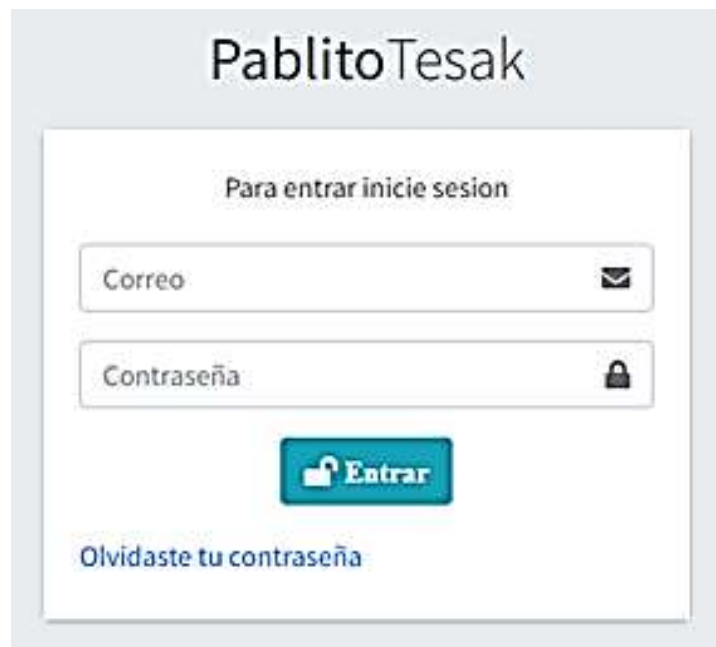 PablitoTesak
Para entrar inicie sesion
Correo
Contraseña
Entrar
Olvidaste tu contraseña